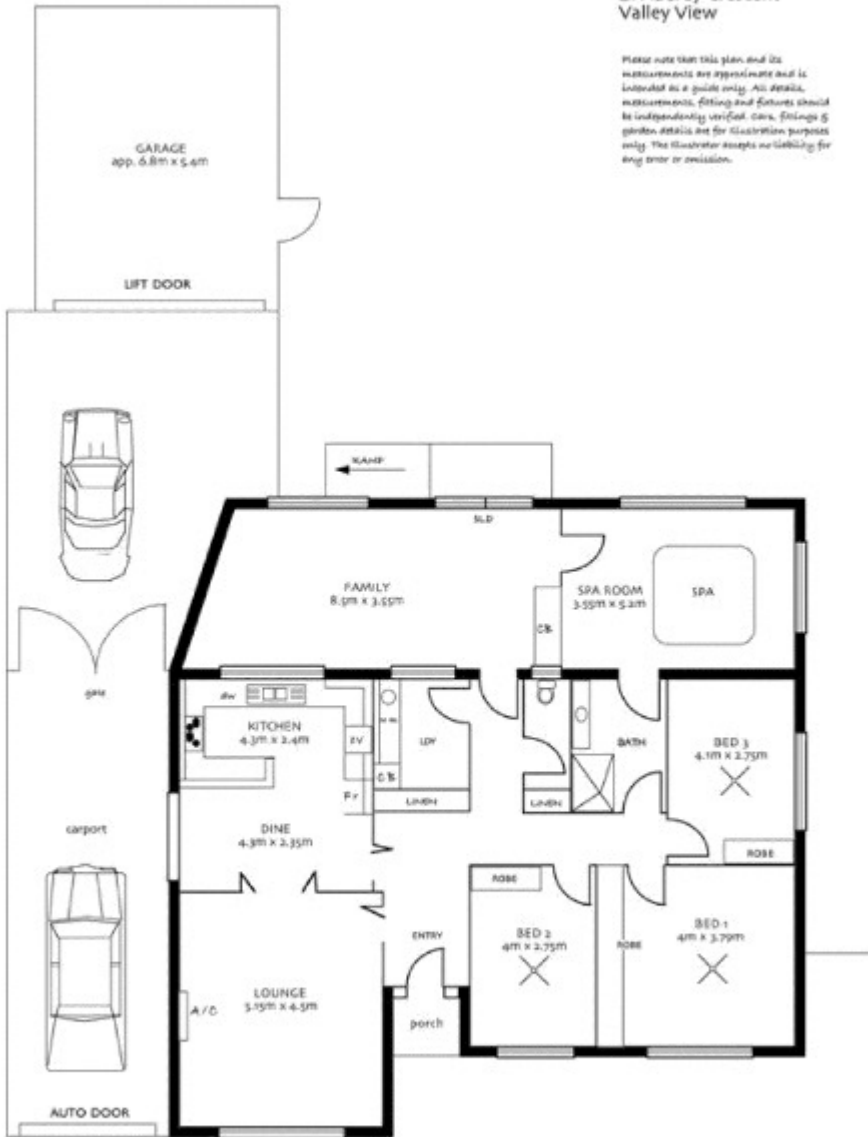 Valley View
Please note that this plan and its
measurements are approximate and is
intended as a guide only. All details,
measurements, fitting and fixtures should
be independently verified. Cars, fittings &
garden details are for illustration purposes
only. The illustrator accepts no liability for
any error or omission.
GARAGE
app. 6.8m x 5.4m
LIFT DOOR
RAMP
SLD
FAMILY
8.9m x 3.55m
SPA ROOM
3.55m x 5.2m
SPA
CB
gate
DW
KITCHEN
4.3m x 2.4m
OV
LDY
CB
Fr
LINEN
LINEN
BATH
BED 3
4.1m x 2.75m
ROBE
carport
DINE
4.3m x 2.35m
ROBE
BED 2
4m x 2.75m
ROBE
BED 1
4m x 3.79m
ENTRY
LOUNGE
5.15m x 4.5m
A/C
porch
AUTO DOOR